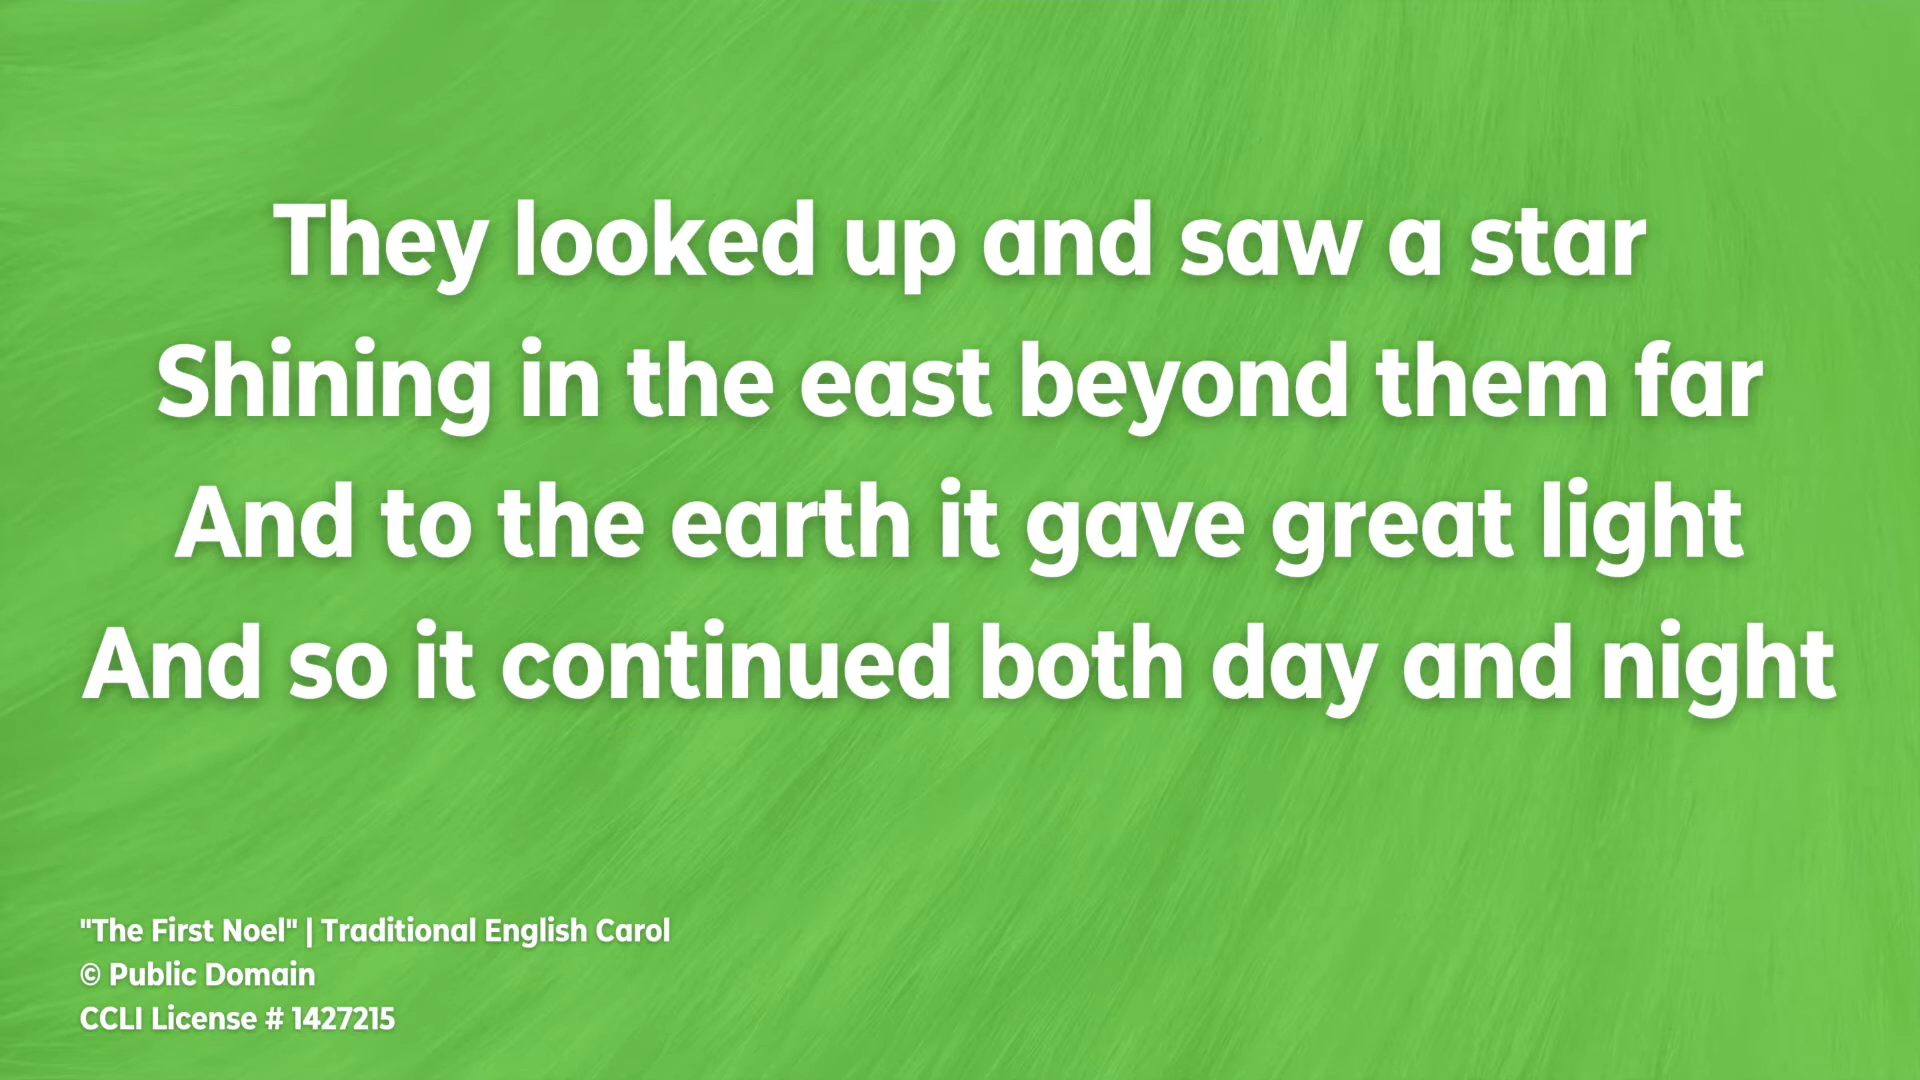 They looked up and saw a star
Shining in the east beyond them far
And to the earth it gave great light
And so it continued both day and night
"The First Noel" | Traditional English Carol
© Public Domain
CCLI License # 1427215